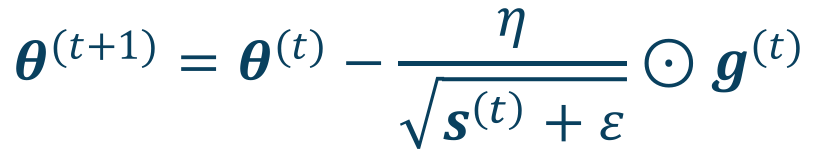 𝜽^(t+1) = 𝜽^(t) − η / √(𝒔^(t) + ε) ⊙ 𝒈^(t)